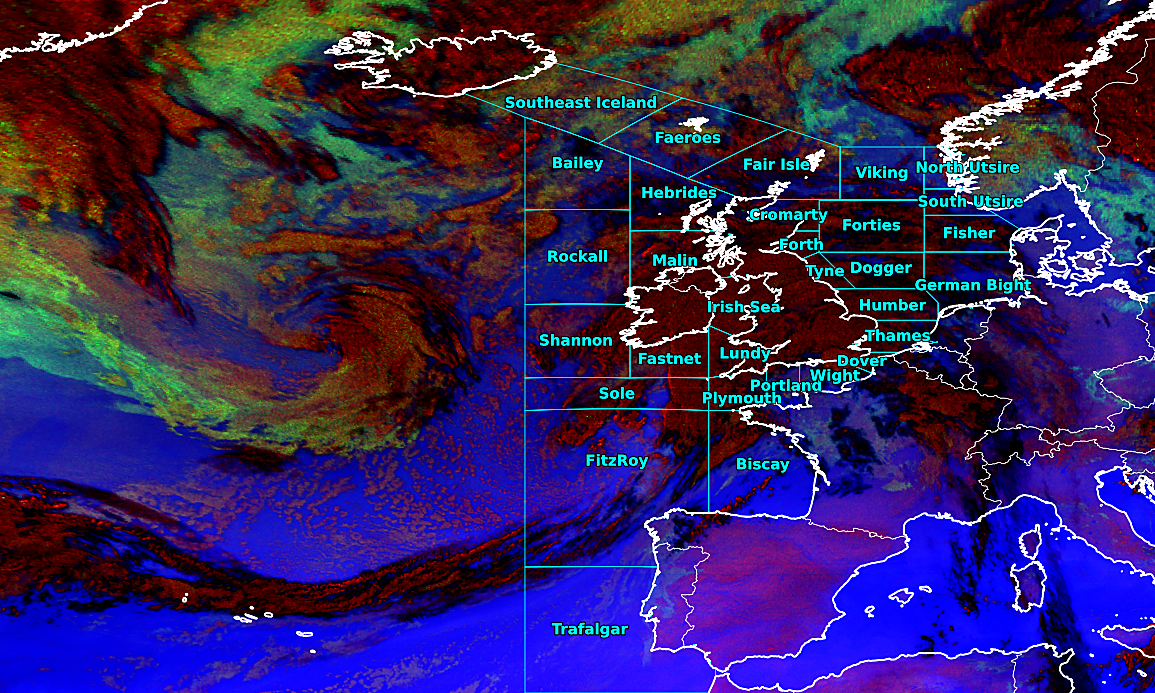 Southeast Iceland
Faeroes
Bailey
Fair Isle
Viking
North Utsire
Hebrides
South Utsire
Cromarty
Forties
Fisher
Forth
Rockall
Malin
Tyne
Dogger
German Bight
Irish Sea
Humber
Shannon
Thames
Fastnet
Lundy
Dover
Wight
Portland
Sole
Plymouth
FitzRoy
Biscay
Trafalgar